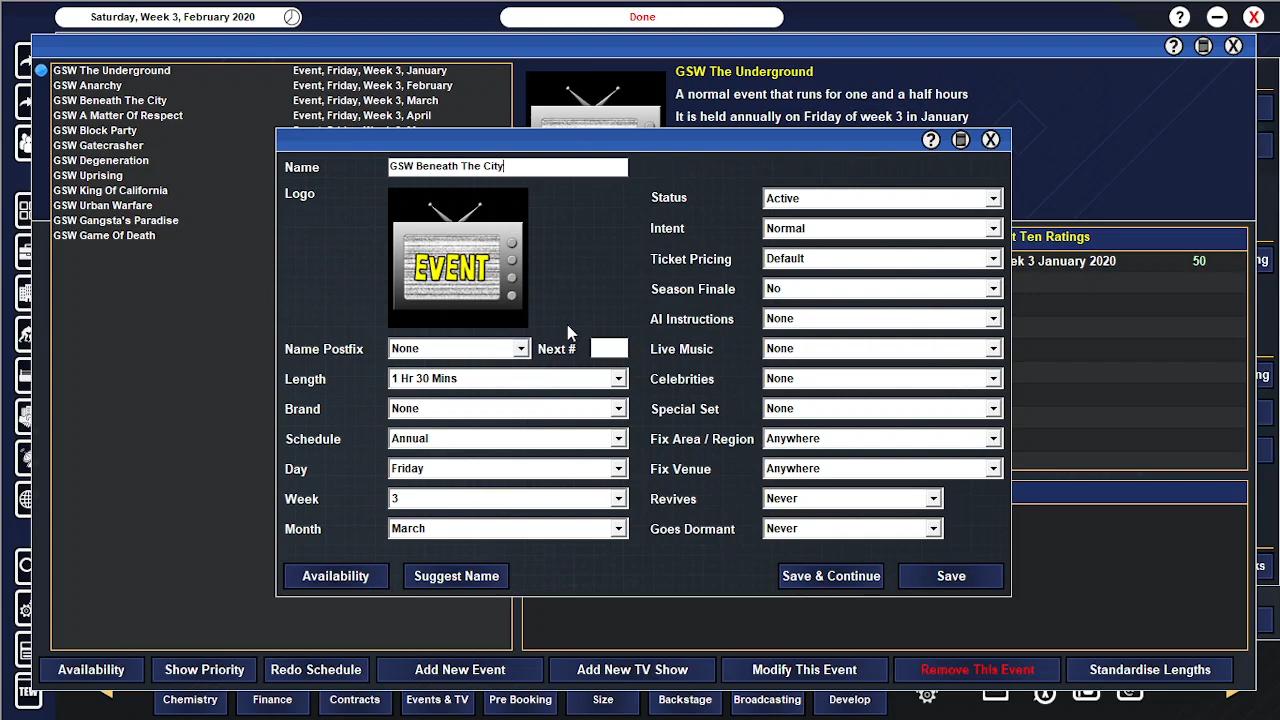 Saturday, Week 3, February 2020
Done
?
X
?
X
GSW The Underground Event, Friday, Week 3, January
GSW Anarchy Event, Friday, Week 3, February
GSW Beneath The City Event, Friday, Week 3, March
GSW A Matter Of Respect Event, Friday, Week 3, April
GSW Block Party
GSW Gatecrasher
GSW Degeneration
GSW Uprising
GSW King Of California
GSW Urban Warfare
GSW Gangsta's Paradise
GSW Game Of Death
GSW The Underground
A normal event that runs for one and a half hours
It is held annually on Friday of week 3 in January
t Ten Ratings
ek 3 January 2020 50
?
X
Name GSW Beneath The City
Logo
EVENT
Name Postfix None Next #
Length 1 Hr 30 Mins
Brand None
Schedule Annual
Day Friday
Week 3
Month March
Status Active
Intent Normal
Ticket Pricing Default
Season Finale No
AI Instructions None
Live Music None
Celebrities None
Special Set None
Fix Area / Region Anywhere
Fix Venue Anywhere
Revives Never
Goes Dormant Never
Availability Suggest Name Save & Continue Save
Availability Show Priority Redo Schedule Add New Event Add New TV Show Modify This Event Remove This Event Standardise Lengths
TEW Chemistry Finance Contracts Events & TV Pre Booking Size Backstage Broadcasting Develop